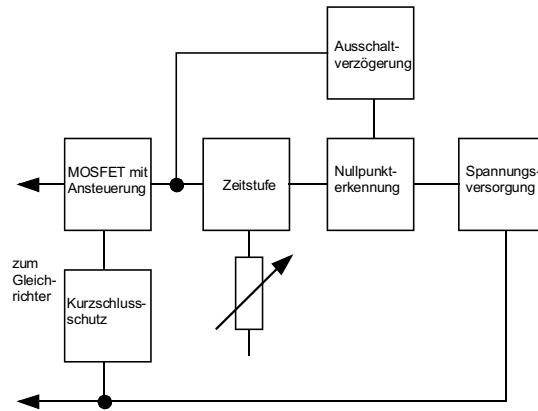 Ausschalt-
verzögerung
MOSFET mit
Ansteuerung
Zeitstufe
Nullpunkt-
erkennung
Spannungs-
versorgung
zum
Gleich-
richter
Kurzschluss-
schutz